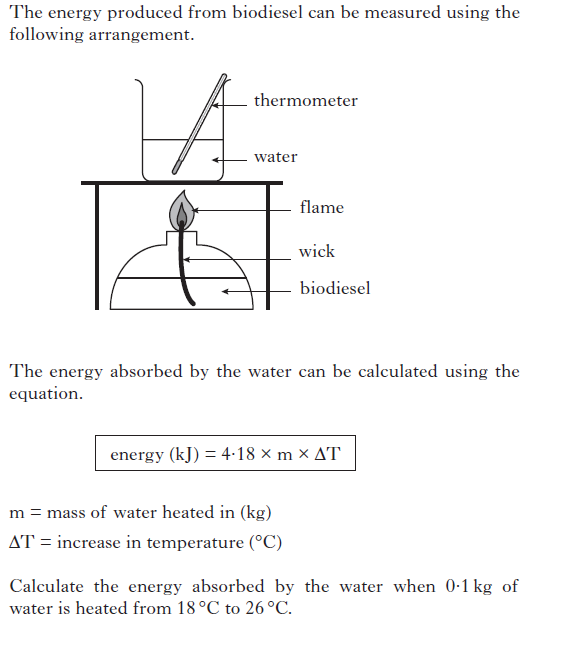 The energy produced from biodiesel can be measured using the
following arrangement.
thermometer
water
flame
wick
biodiesel
The energy absorbed by the water can be calculated using the
equation.
energy (kJ) = 4·18 × m × ΔT
m = mass of water heated in (kg)
ΔT = increase in temperature (°C)
Calculate the energy absorbed by the water when 0·1 kg of
water is heated from 18 °C to 26 °C.